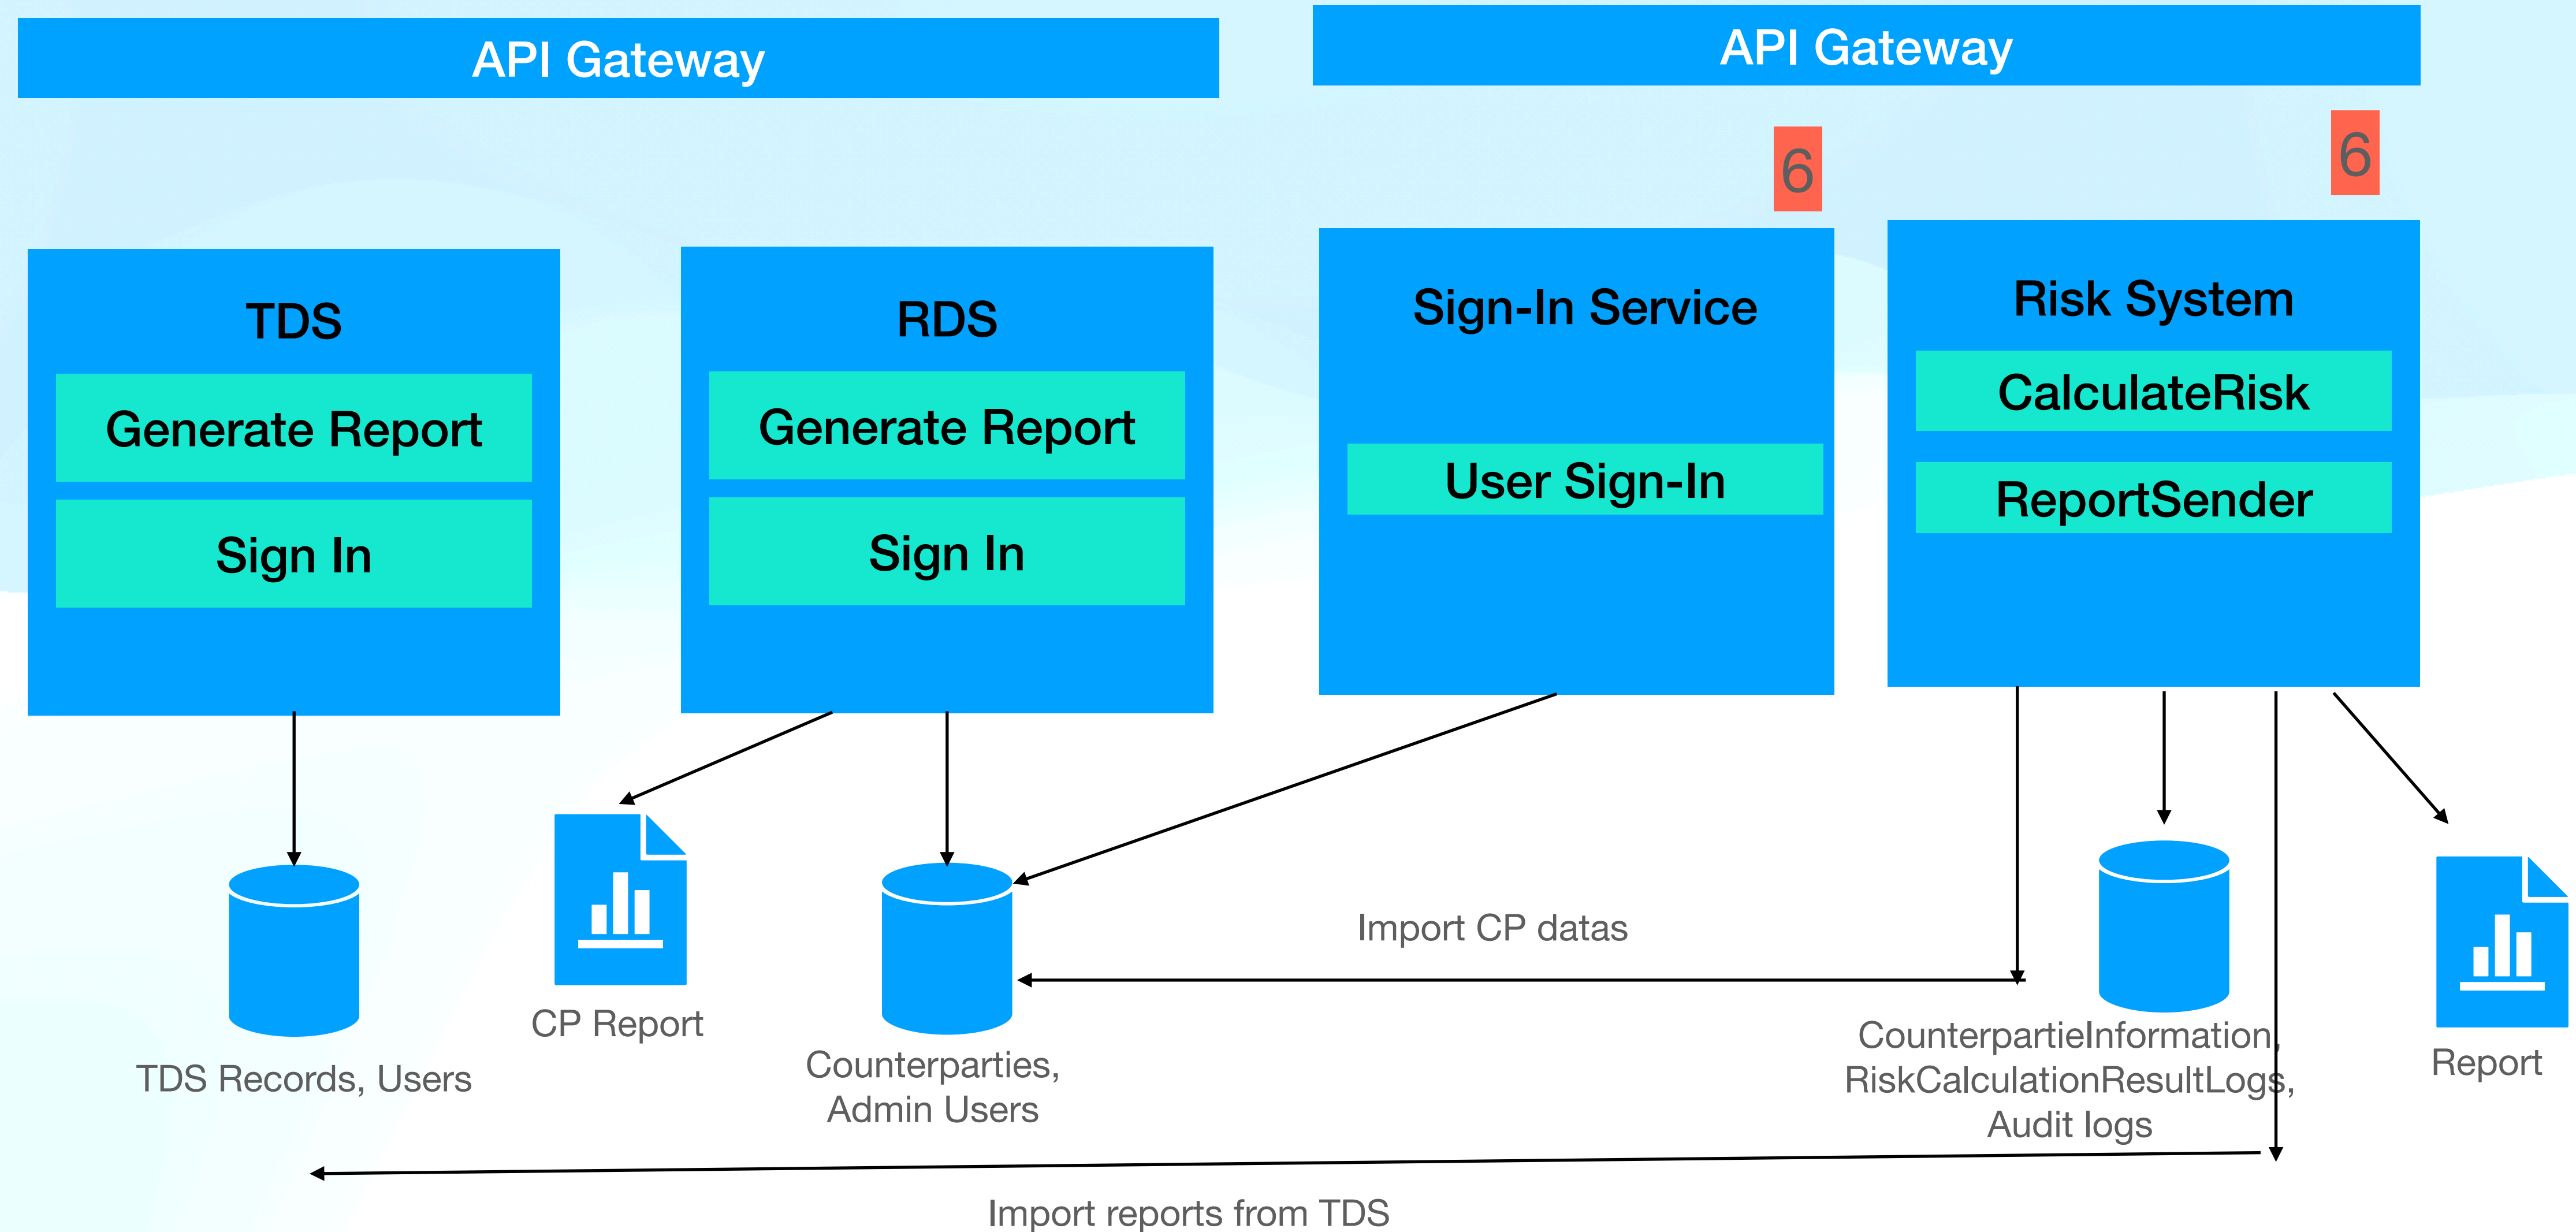 API Gateway
API Gateway
6
6
TDS
Generate Report
Sign In
RDS
Generate Report
Sign In
Sign-In Service
User Sign-In
Risk System
CalculateRisk
ReportSender
Import CP datas
CP Report
TDS Records, Users
Counterparties,
Admin Users
CounterpartieInformation,
RiskCalculationResultLogs,
Audit logs
Report
Import reports from TDS